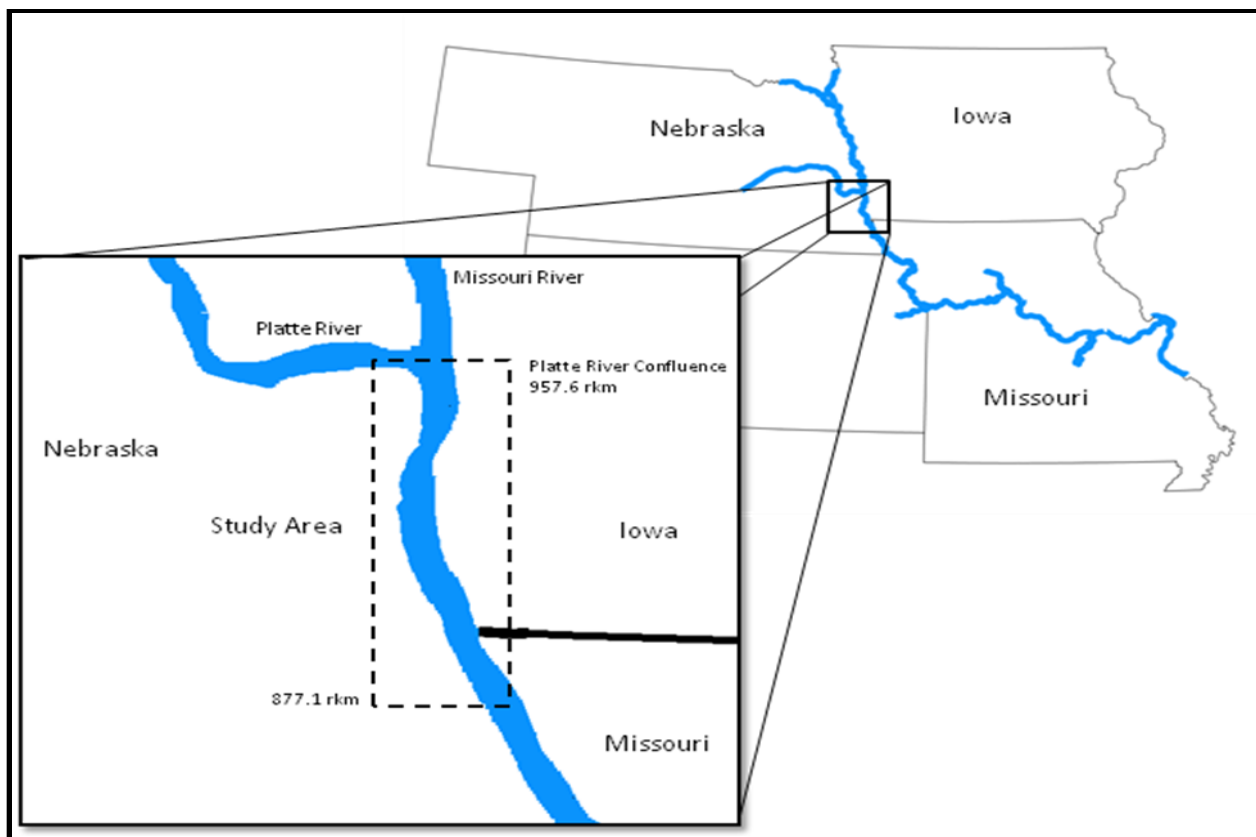 Iowa
Nebraska
Missouri
Missouri River
Platte River
Platte River Confluence
957.6 rkm
Nebraska
Study Area
Iowa
877.1 rkm
Missouri